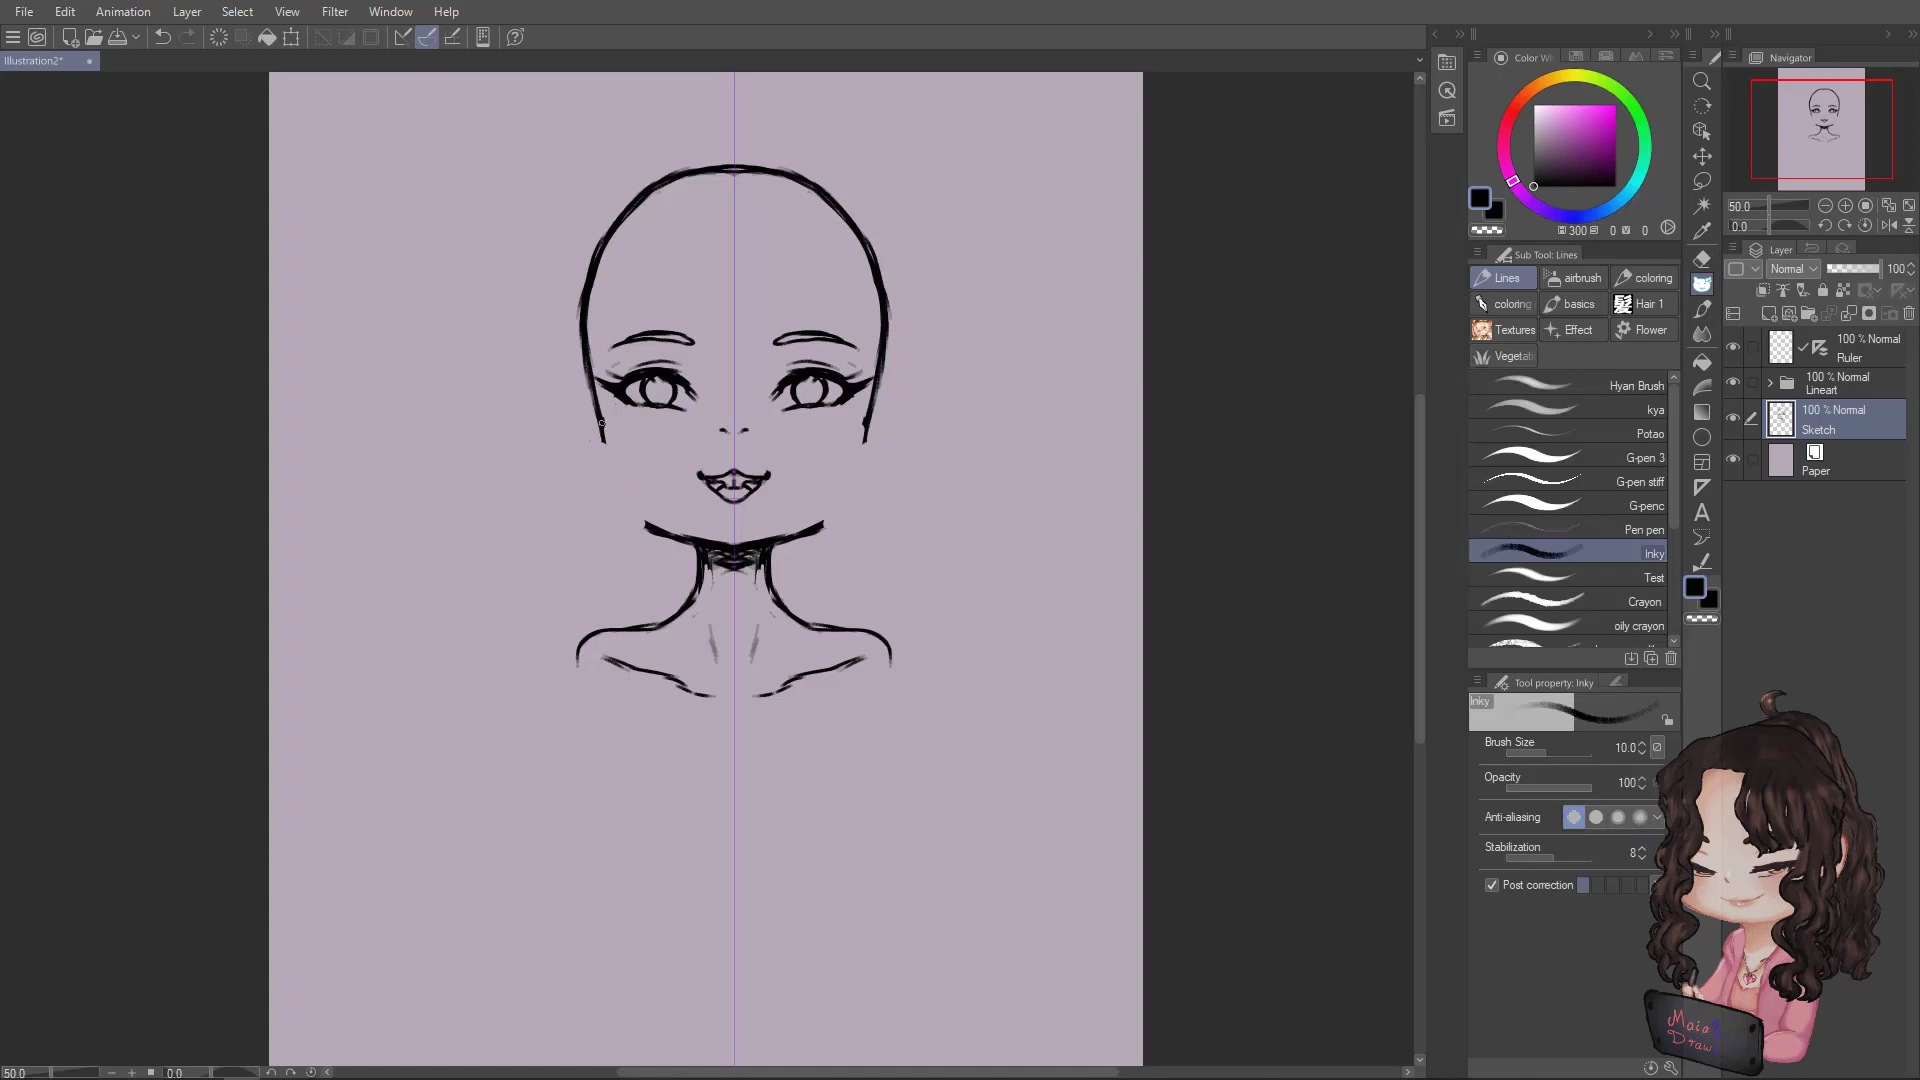 File Edit Animation Layer Select View Filter Window Help
Illustration2*
Navigator
50.0
0.0
300 0 0
Sub Tool: Lines
Lines airbrush coloring
coloring basics Hair 1
Textures Effect Flower
Vegetati
Hyan Brush
kya
Potao
G-pen 3
G-pen stiff
G-penc
Pen pen
Inky
Test
Crayon
oily crayon
Tool property: Inky
Inky
Brush Size 10.0
Opacity 100
Anti-aliasing
Stabilization 8
Post correction
Layer
Normal 100
100 % Normal
Ruler
100 % Normal
Lineart
100 % Normal
Sketch
Paper
Maia
Draw
50.0 0.0